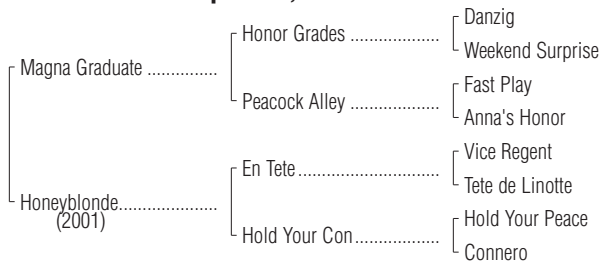 Danzig
Honor Grades ..................
Weekend Surprise
Magna Graduate ..............
Fast Play
Peacock Alley ..................
Anna's Honor
Vice Regent
En Tete............................
Tete de Linotte
Honeyblonde....................
(2001)
Hold Your Peace
Hold Your Con.................
Connero